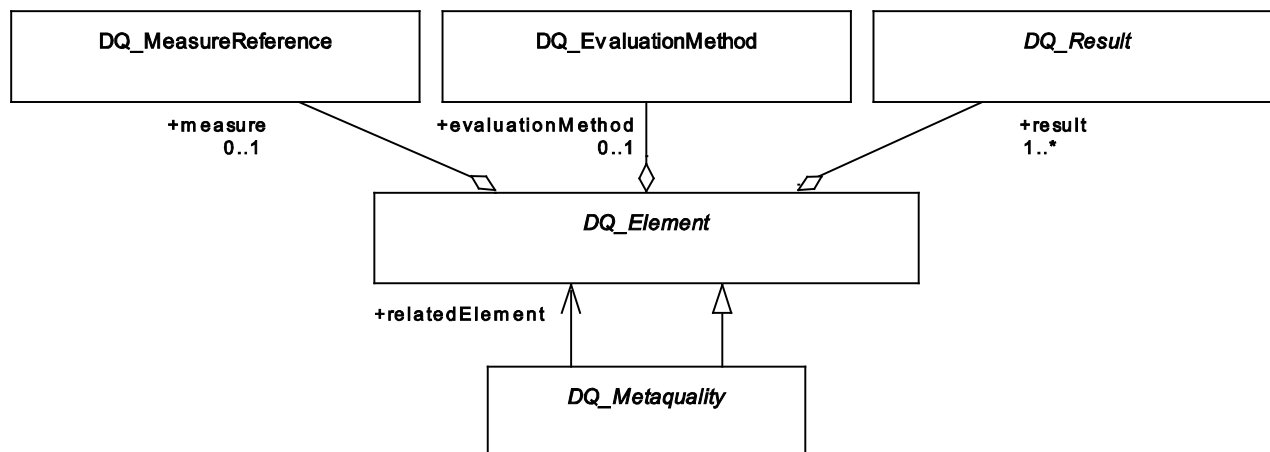 DQ_MeasureReference
DQ_EvaluationMethod
DQ_Result
+measure
0..1
+evaluationMethod
0..1
+result
1..*
DQ_Element
+relatedElement
DQ_Metaquality